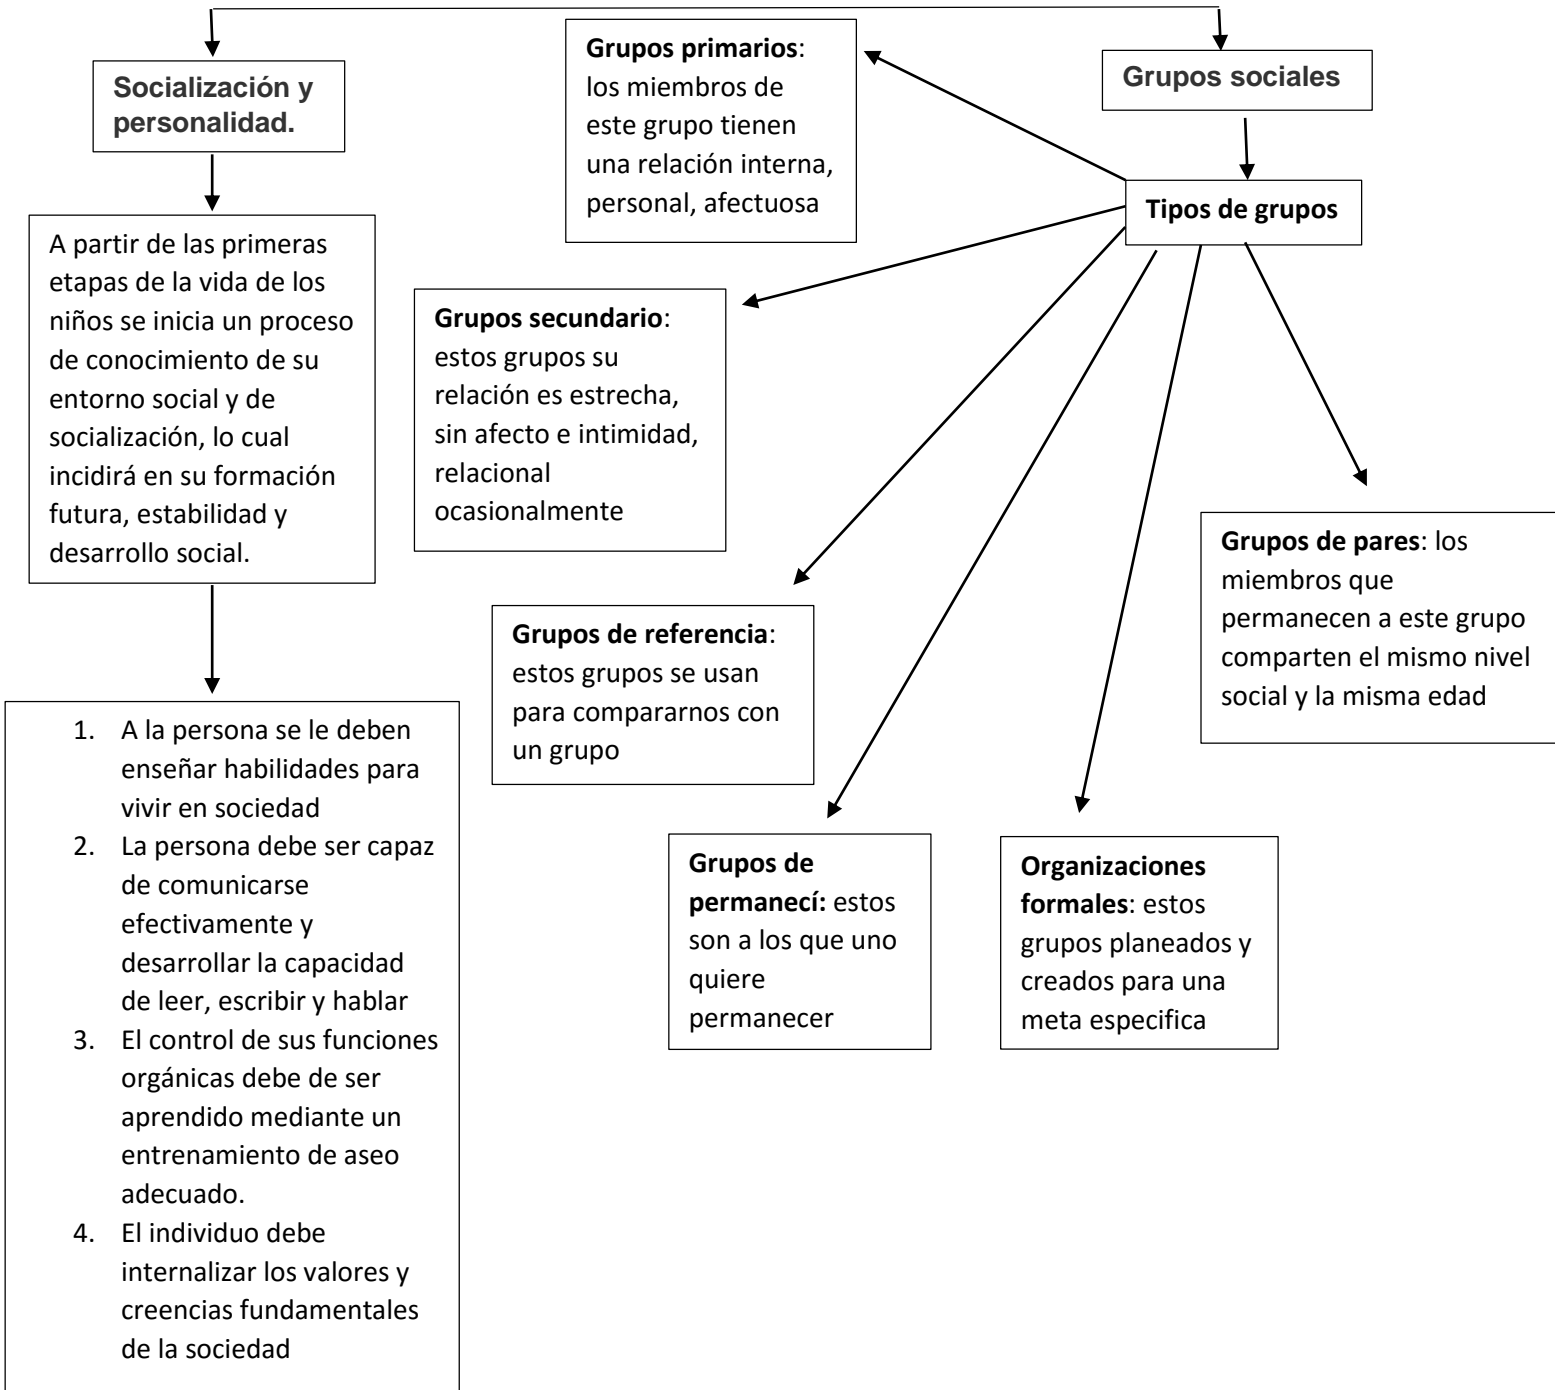 Socialización y
personalidad.
A partir de las primeras
etapas de la vida de los
niños se inicia un proceso
de conocimiento de su
entorno social y de
socialización, lo cual
incidirá en su formación
futura, estabilidad y
desarrollo social.
1. A la persona se le deben
enseñar habilidades para
vivir en sociedad
2. La persona debe ser capaz
de comunicarse
efectivamente y
desarrollar la capacidad
de leer, escribir y hablar
3. El control de sus funciones
orgánicas debe de ser
aprendido mediante un
entrenamiento de aseo
adecuado.
4. El individuo debe
internalizar los valores y
creencias fundamentales
de la sociedad
Grupos sociales
Tipos de grupos
Grupos primarios:
los miembros de
este grupo tienen
una relación interna,
personal, afectuosa
Grupos secundario:
estos grupos su
relación es estrecha,
sin afecto e intimidad,
relacional
ocasionalmente
Grupos de referencia:
estos grupos se usan
para compararnos con
un grupo
Grupos de
permanecí: estos
son a los que uno
quiere
permanecer
Organizaciones
formales: estos
grupos planeados y
creados para una
meta especifica
Grupos de pares: los
miembros que
permanecen a este grupo
comparten el mismo nivel
social y la misma edad